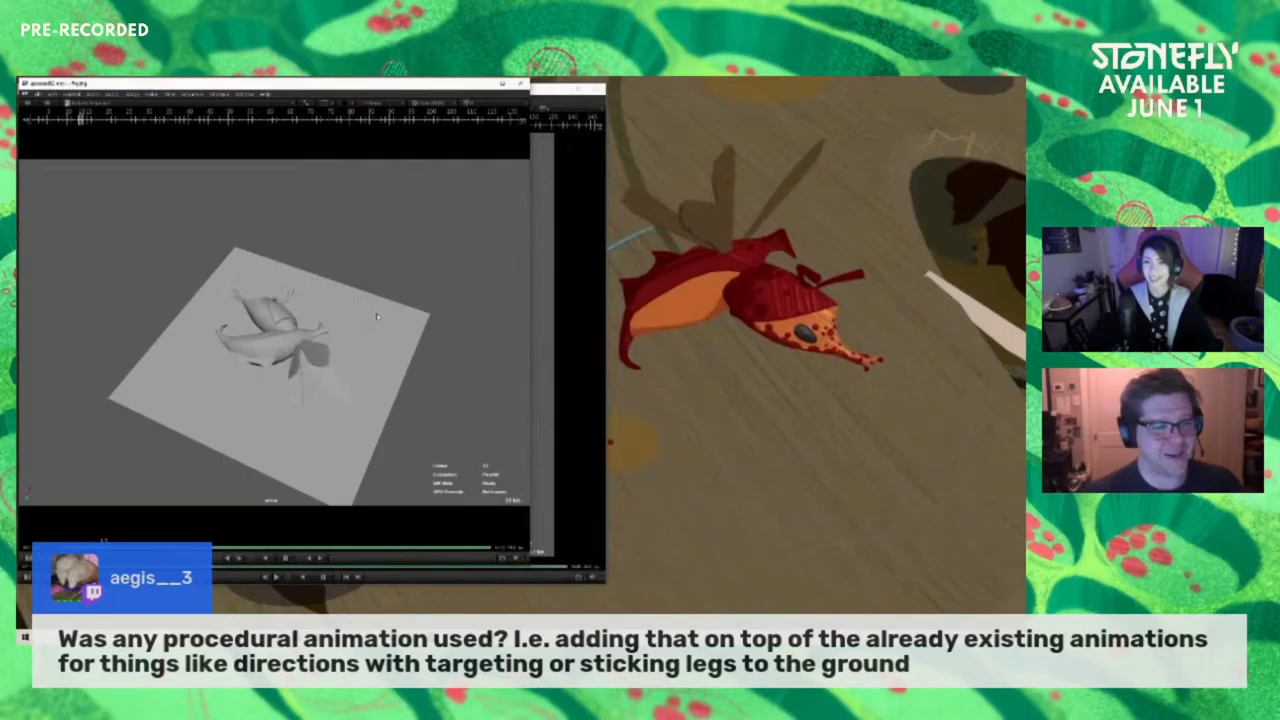 PRE-RECORDED
STONEFLY
AVAILABLE
JUNE 1
aegis__3
Was any procedural animation used? I.e. adding that on top of the already existing animations
for things like directions with targeting or sticking legs to the ground